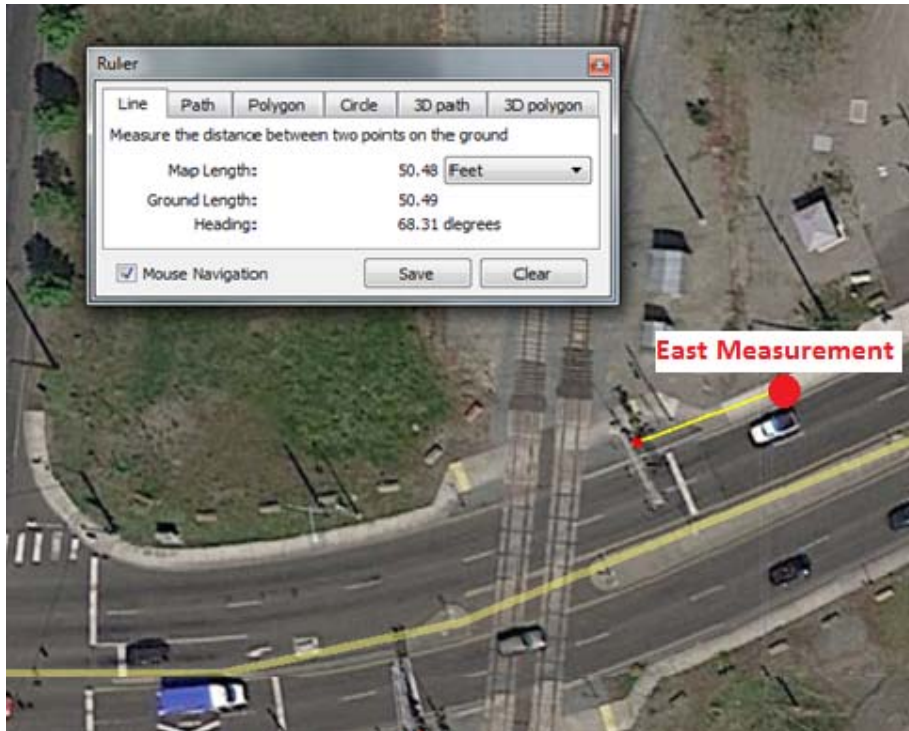 Ruler
Line Path Polygon Circle 3D path 3D polygon
Measure the distance between two points on the ground
Map Length: 50.48 Feet
Ground Length: 50.49
Heading: 68.31 degrees
Mouse Navigation Save Clear
East Measurement